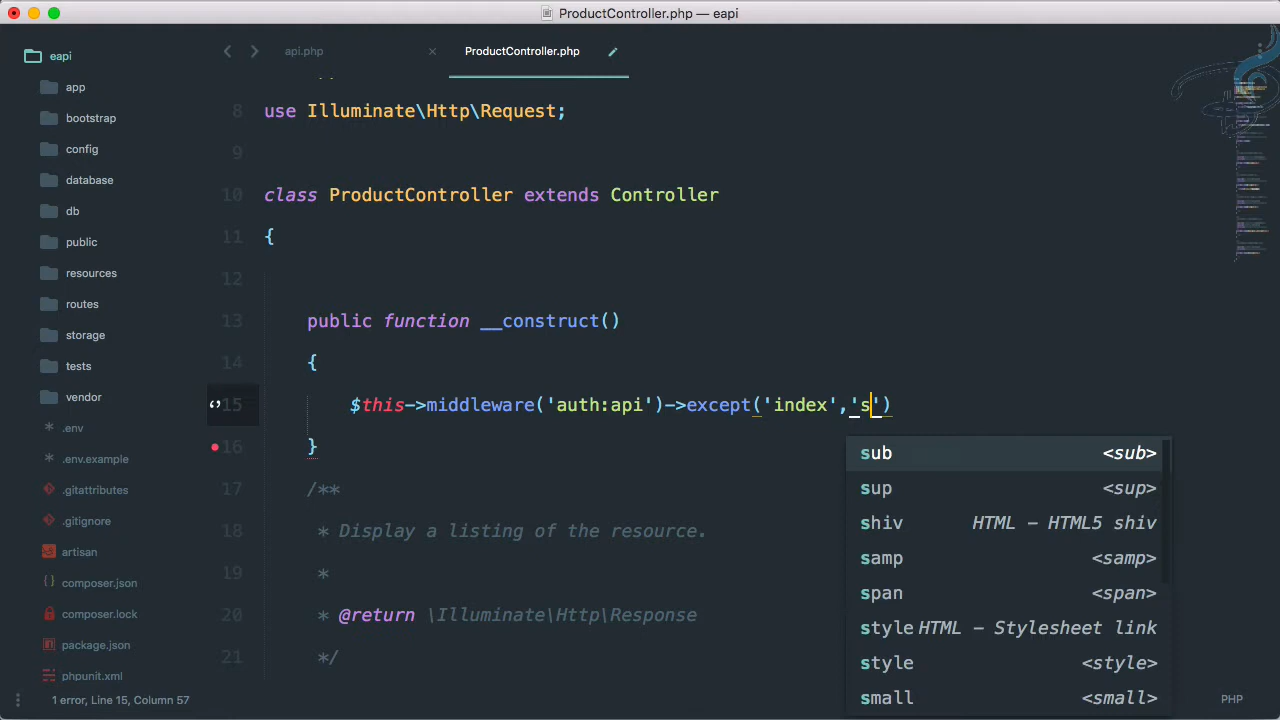 ProductController.php — eapi
eapi
app
bootstrap
config
database
db
public
resources
routes
storage
tests
vendor
.env
.env.example
.gitattributes
.gitignore
artisan
composer.json
composer.lock
package.json
phpunit.xml
api.php ×
ProductController.php
8 use Illuminate\Http\Request;
9
10 class ProductController extends Controller
11 {
12
13 public function __construct()
14 {
15 $this->middleware('auth:api')->except('index','s')
16 }
17 /**
18 * Display a listing of the resource.
19 *
20 * @return \Illuminate\Http\Response
21 */
sub <sub>
sup <sup>
shiv HTML – HTML5 shiv
samp <samp>
span <span>
style HTML – Stylesheet link
style <style>
small <small>
1 error, Line 15, Column 57
PHP